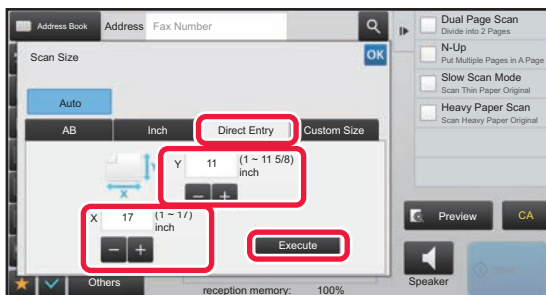 Address Book
Address
Fax Number
Scan Size
OK
Auto
AB
Inch
Direct Entry
Custom Size
Y
Y
11
(1 ~ 11 5/8)
inch
X
X
17
(1 ~ 17)
inch
Execute
Others
reception memory: 100%
Dual Page Scan
Divide into 2 Pages
N-Up
Put Multiple Pages in A Page
Slow Scan Mode
Scan Thin Paper Original
Heavy Paper Scan
Scan Heavy Paper Original
Preview
CA
Speaker
Start